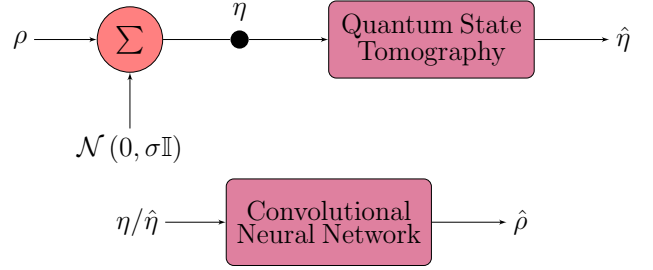 η
ρ ∑ Quantum State
Tomography η̂
𝒩 (0, σ𝕀)
η/η̂ Convolutional
Neural Network ρ̂